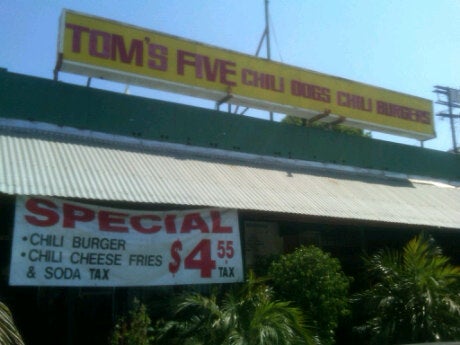 TOM'S FIVE CHILI DOGS CHILI BURGERS
SPECIAL
• CHILI BURGER
• CHILI CHEESE FRIES
& SODA TAX
$4 55
+
TAX